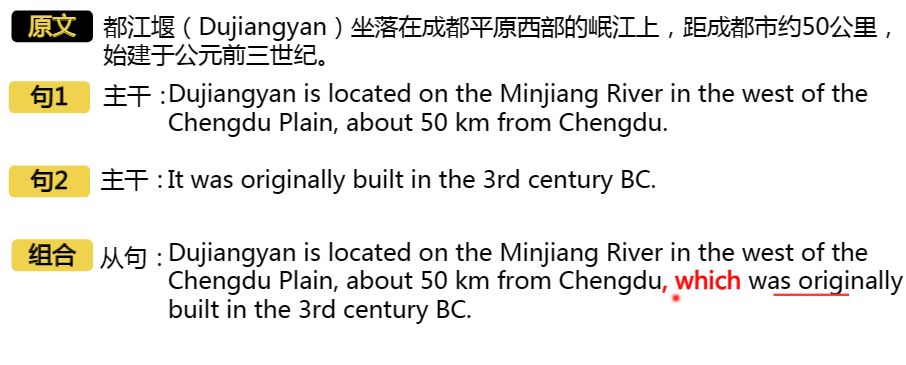 原文 都江堰（Dujiangyan）坐落在成都平原西部的岷江上，距成都市约50公里，
始建于公元前三世纪。
句1 主干：Dujiangyan is located on the Minjiang River in the west of the
Chengdu Plain, about 50 km from Chengdu.
句2 主干：It was originally built in the 3rd century BC.
组合 从句：Dujiangyan is located on the Minjiang River in the west of the
Chengdu Plain, about 50 km from Chengdu, which was originally
built in the 3rd century BC.